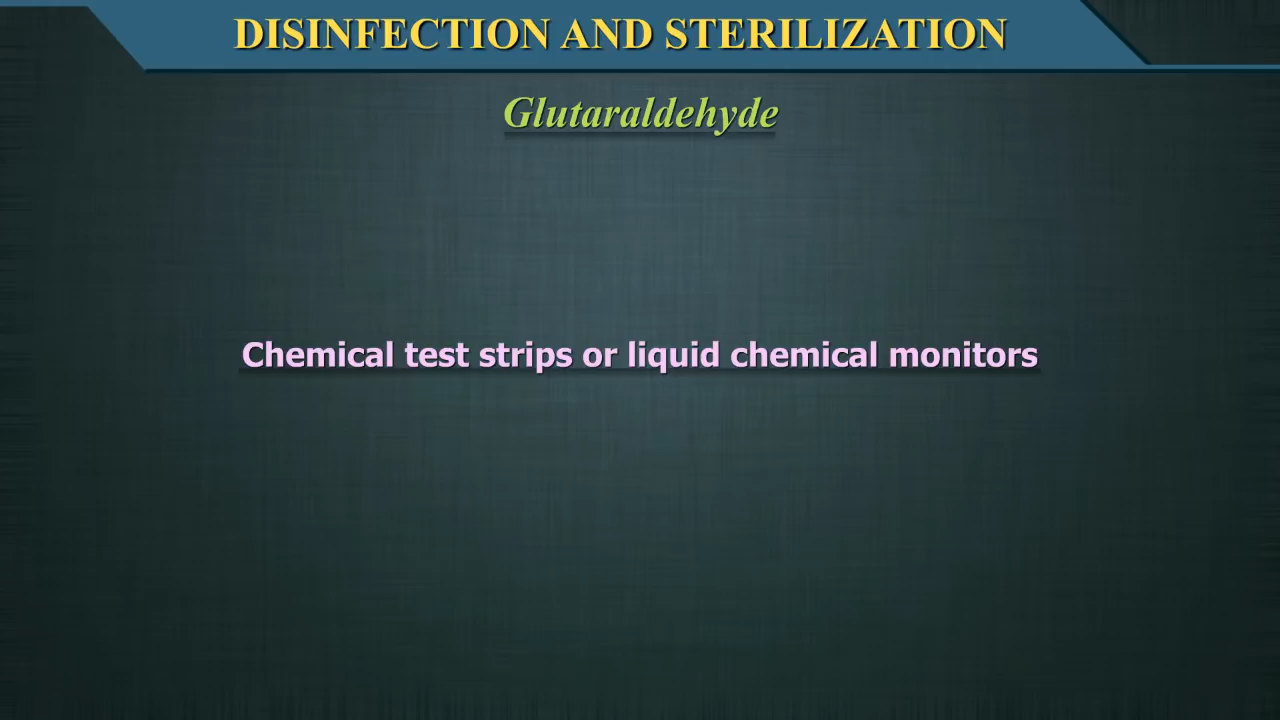 DISINFECTION AND STERILIZATION
Glutaraldehyde
Chemical test strips or liquid chemical monitors